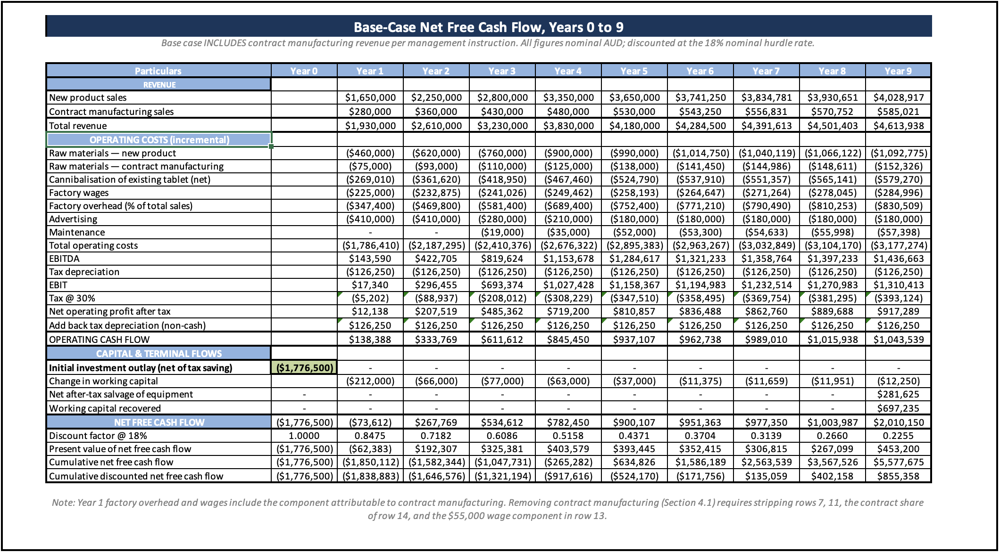 Base-Case Net Free Cash Flow, Years 0 to 9
Base case INCLUDES contract manufacturing revenue per management instruction. All figures nominal AUD; discounted at the 18% nominal hurdle rate.
Particulars Year 0 Year 1 Year 2 Year 3 Year 4 Year 5 Year 6 Year 7 Year 8 Year 9
REVENUE
New product sales $1,650,000 $2,250,000 $2,800,000 $3,350,000 $3,650,000 $3,741,250 $3,834,781 $3,930,651 $4,028,917
Contract manufacturing sales $280,000 $360,000 $430,000 $480,000 $530,000 $543,250 $556,831 $570,752 $585,021
Total revenue $1,930,000 $2,610,000 $3,230,000 $3,830,000 $4,180,000 $4,284,500 $4,391,613 $4,501,403 $4,613,938
OPERATING COSTS (incremental)
Raw materials — new product ($460,000) ($620,000) ($760,000) ($900,000) ($990,000) ($1,014,750) ($1,040,119) ($1,066,122) ($1,092,775)
Raw materials — contract manufacturing ($75,000) ($93,000) ($110,000) ($125,000) ($138,000) ($141,450) ($144,986) ($148,611) ($152,326)
Cannibalisation of existing tablet (net) ($269,010) ($361,620) ($418,950) ($467,460) ($524,790) ($537,910) ($551,357) ($565,141) ($579,270)
Factory wages ($225,000) ($232,875) ($241,026) ($249,462) ($258,193) ($264,647) ($271,264) ($278,045) ($284,996)
Factory overhead (% of total sales) ($347,400) ($469,800) ($581,400) ($689,400) ($752,400) ($771,210) ($790,490) ($810,253) ($830,509)
Advertising ($410,000) ($410,000) ($280,000) ($210,000) ($180,000) ($180,000) ($180,000) ($180,000) ($180,000)
Maintenance - - ($19,000) ($35,000) ($52,000) ($53,300) ($54,633) ($55,998) ($57,398)
Total operating costs ($1,786,410) ($2,187,295) ($2,410,376) ($2,676,322) ($2,895,383) ($2,963,267) ($3,032,849) ($3,104,170) ($3,177,274)
EBITDA $143,590 $422,705 $819,624 $1,153,678 $1,284,617 $1,321,233 $1,358,764 $1,397,233 $1,436,663
Tax depreciation ($126,250) ($126,250) ($126,250) ($126,250) ($126,250) ($126,250) ($126,250) ($126,250) ($126,250)
EBIT $17,340 $296,455 $693,374 $1,027,428 $1,158,367 $1,194,983 $1,232,514 $1,270,983 $1,310,413
Tax @ 30% ($5,202) ($88,937) ($208,012) ($308,229) ($347,510) ($358,495) ($369,754) ($381,295) ($393,124)
Net operating profit after tax $12,138 $207,519 $485,362 $719,200 $810,857 $836,488 $862,760 $889,688 $917,289
Add back tax depreciation (non-cash) $126,250 $126,250 $126,250 $126,250 $126,250 $126,250 $126,250 $126,250 $126,250
OPERATING CASH FLOW $138,388 $333,769 $611,612 $845,450 $937,107 $962,738 $989,010 $1,015,938 $1,043,539
CAPITAL & TERMINAL FLOWS
Initial investment outlay (net of tax saving) ($1,776,500) - - - - - - - - -
Change in working capital ($212,000) ($66,000) ($77,000) ($63,000) ($37,000) ($11,375) ($11,659) ($11,951) ($12,250)
Net after-tax salvage of equipment - - - - - - - - - $281,625
Working capital recovered - - - - - - - - - $697,235
NET FREE CASH FLOW ($1,776,500) ($73,612) $267,769 $534,612 $782,450 $900,107 $951,363 $977,350 $1,003,987 $2,010,150
Discount factor @ 18% 1.0000 0.8475 0.7182 0.6086 0.5158 0.4371 0.3704 0.3139 0.2660 0.2255
Present value of net free cash flow ($1,776,500) ($62,383) $192,307 $325,381 $403,579 $393,445 $352,415 $306,815 $267,099 $453,200
Cumulative net free cash flow ($1,776,500) ($1,850,112) ($1,582,344) ($1,047,731) ($265,282) $634,826 $1,586,189 $2,563,539 $3,567,526 $5,577,675
Cumulative discounted net free cash flow ($1,776,500) ($1,838,883) ($1,646,576) ($1,321,194) ($917,616) ($524,170) ($171,756) $135,059 $402,158 $855,358
Note: Year 1 factory overhead and wages include the component attributable to contract manufacturing. Removing contract manufacturing (Section 4.1) requires stripping rows 7, 11, the contract share
of row 14, and the $55,000 wage component in row 13.